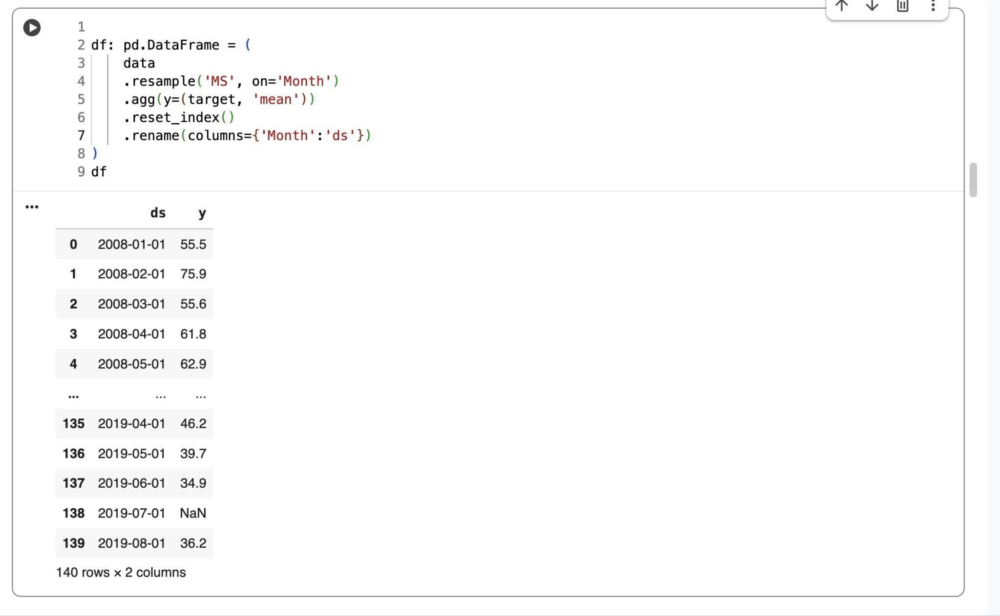 1
2 df: pd.DataFrame = (
3     data
4     .resample('MS', on='Month')
5     .agg(y=(target, 'mean'))
6     .reset_index()
7     .rename(columns={'Month':'ds'})
8 )
9 df
...
ds y
0 2008-01-01 55.5
1 2008-02-01 75.9
2 2008-03-01 55.6
3 2008-04-01 61.8
4 2008-05-01 62.9
... ... ...
135 2019-04-01 46.2
136 2019-05-01 39.7
137 2019-06-01 34.9
138 2019-07-01 NaN
139 2019-08-01 36.2
140 rows × 2 columns